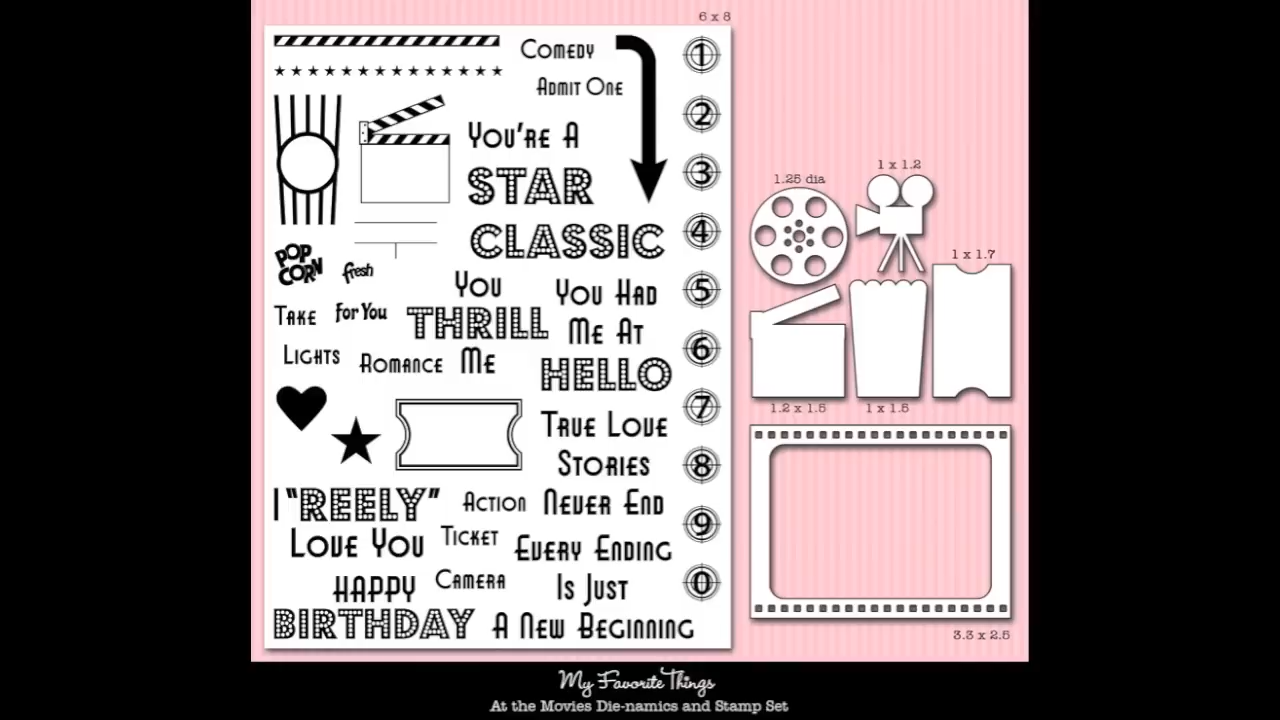 6 x 8
COMEDY
ADMIT ONE
YOU'RE A
STAR
CLASSIC
POP
CORN
fresh
TAKE
for You
LIGHTS
ROMANCE
YOU
THRILL
ME
YOU HAD
ME AT
HELLO
TRUE LOVE
STORIES
NEVER END
I "REELY"
LOVE YOU
ACTION
TICKET
CAMERA
EVERY ENDING
IS JUST
A NEW BEGINNING
HAPPY
BIRTHDAY
1
2
3
4
5
6
7
8
9
0
1.25 dia
1 x 1.2
1 x 1.7
1.2 x 1.5
1 x 1.5
3.3 x 2.5
My Favorite Things
At the Movies Die-namics and Stamp Set